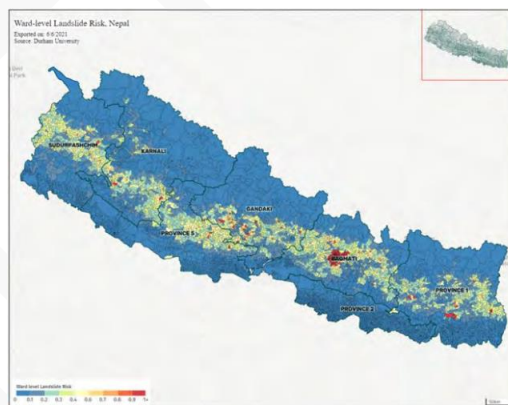 Ward-level Landslide Risk, Nepal
Exported on: 6/6/2021
Source: Durham University
SUDURPASHCHIM
KARNALI
GANDAKI
PROVINCE 5
BAGMATI
PROVINCE 1
PROVINCE 2
Ward-level Landslide Risk
0 0.1 0.2 0.3 0.4 0.5 0.6 0.7 0.8 0.9 1+